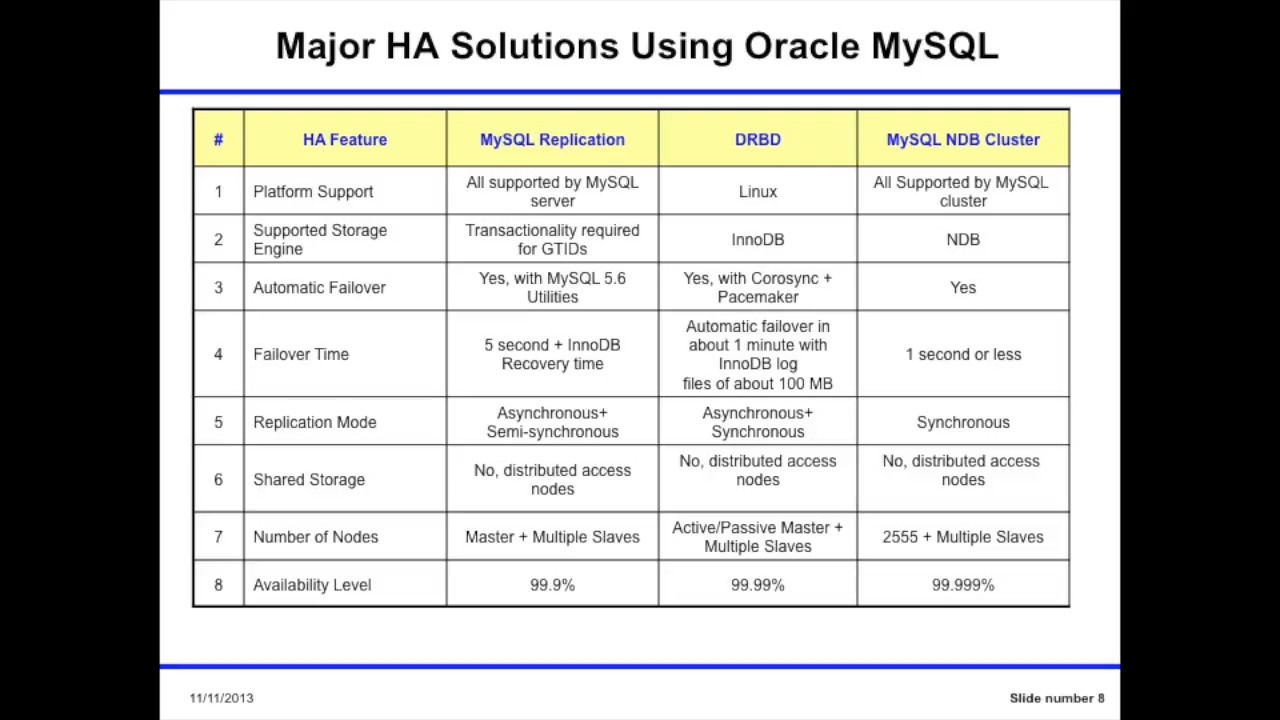 Major HA Solutions Using Oracle MySQL
# HA Feature MySQL Replication DRBD MySQL NDB Cluster
1 Platform Support
All supported by MySQL
server
Linux
All Supported by MySQL
cluster
2
Supported Storage
Engine
Transactionality required
for GTIDs
InnoDB
NDB
3 Automatic Failover
Yes, with MySQL 5.6
Utilities
Yes, with Corosync +
Pacemaker
Yes
4 Failover Time
5 second + InnoDB
Recovery time
Automatic failover in
about 1 minute with
InnoDB log
files of about 100 MB
1 second or less
5 Replication Mode
Asynchronous+
Semi-synchronous
Asynchronous+
Synchronous
Synchronous
6 Shared Storage
No, distributed access
nodes
No, distributed access
nodes
No, distributed access
nodes
7 Number of Nodes
Master + Multiple Slaves
Active/Passive Master +
Multiple Slaves
2555 + Multiple Slaves
8 Availability Level 99.9% 99.99% 99.999%
11/11/2013
Slide number 8